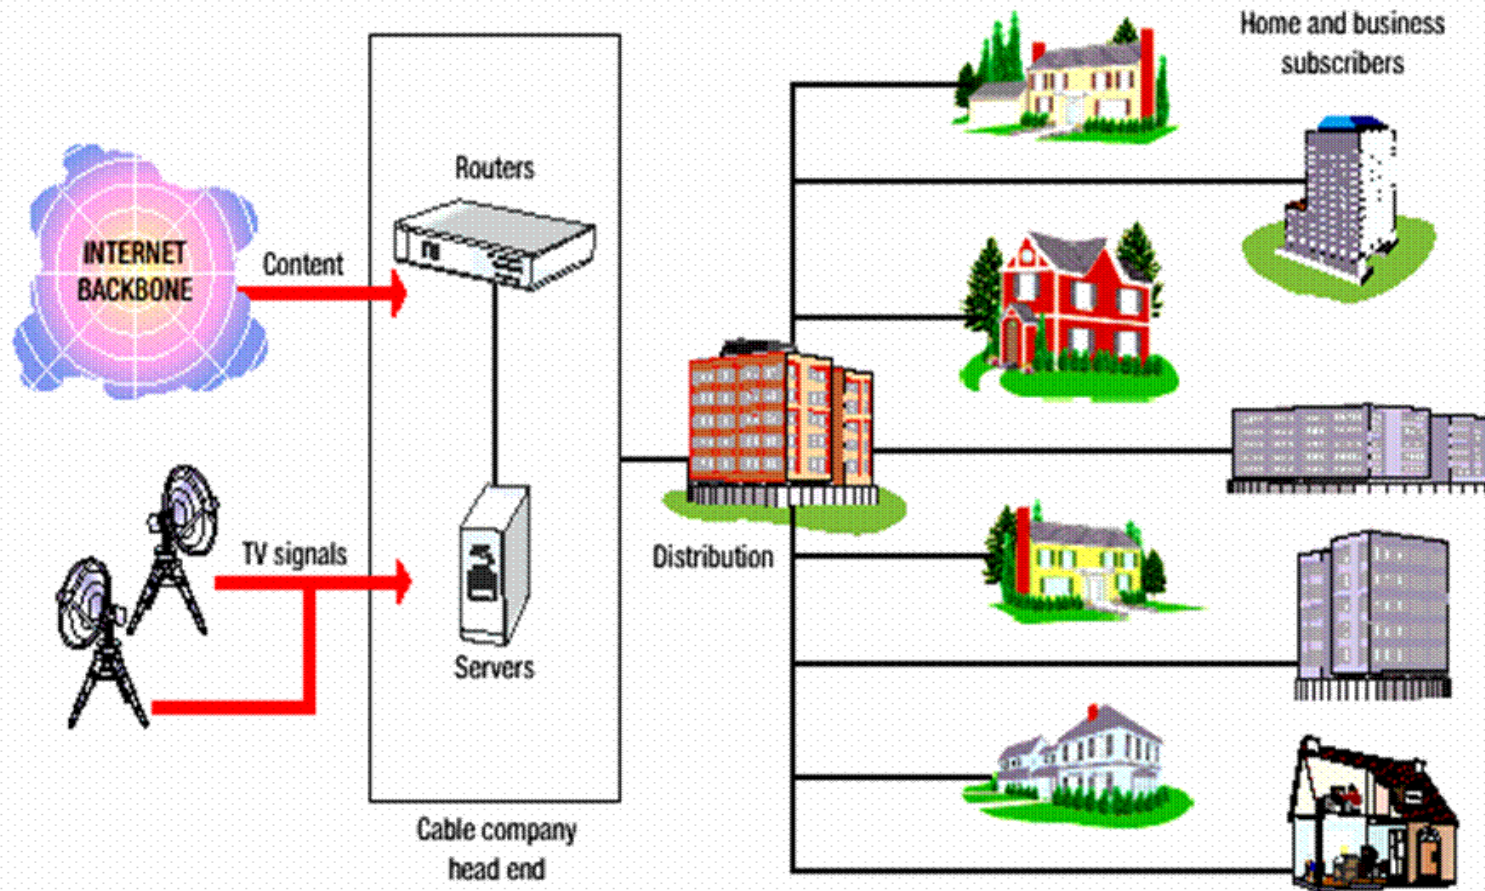 Home and business
subscribers
Routers
INTERNET
BACKBONE
Content
TV signals
Distribution
Servers
Cable company
head end